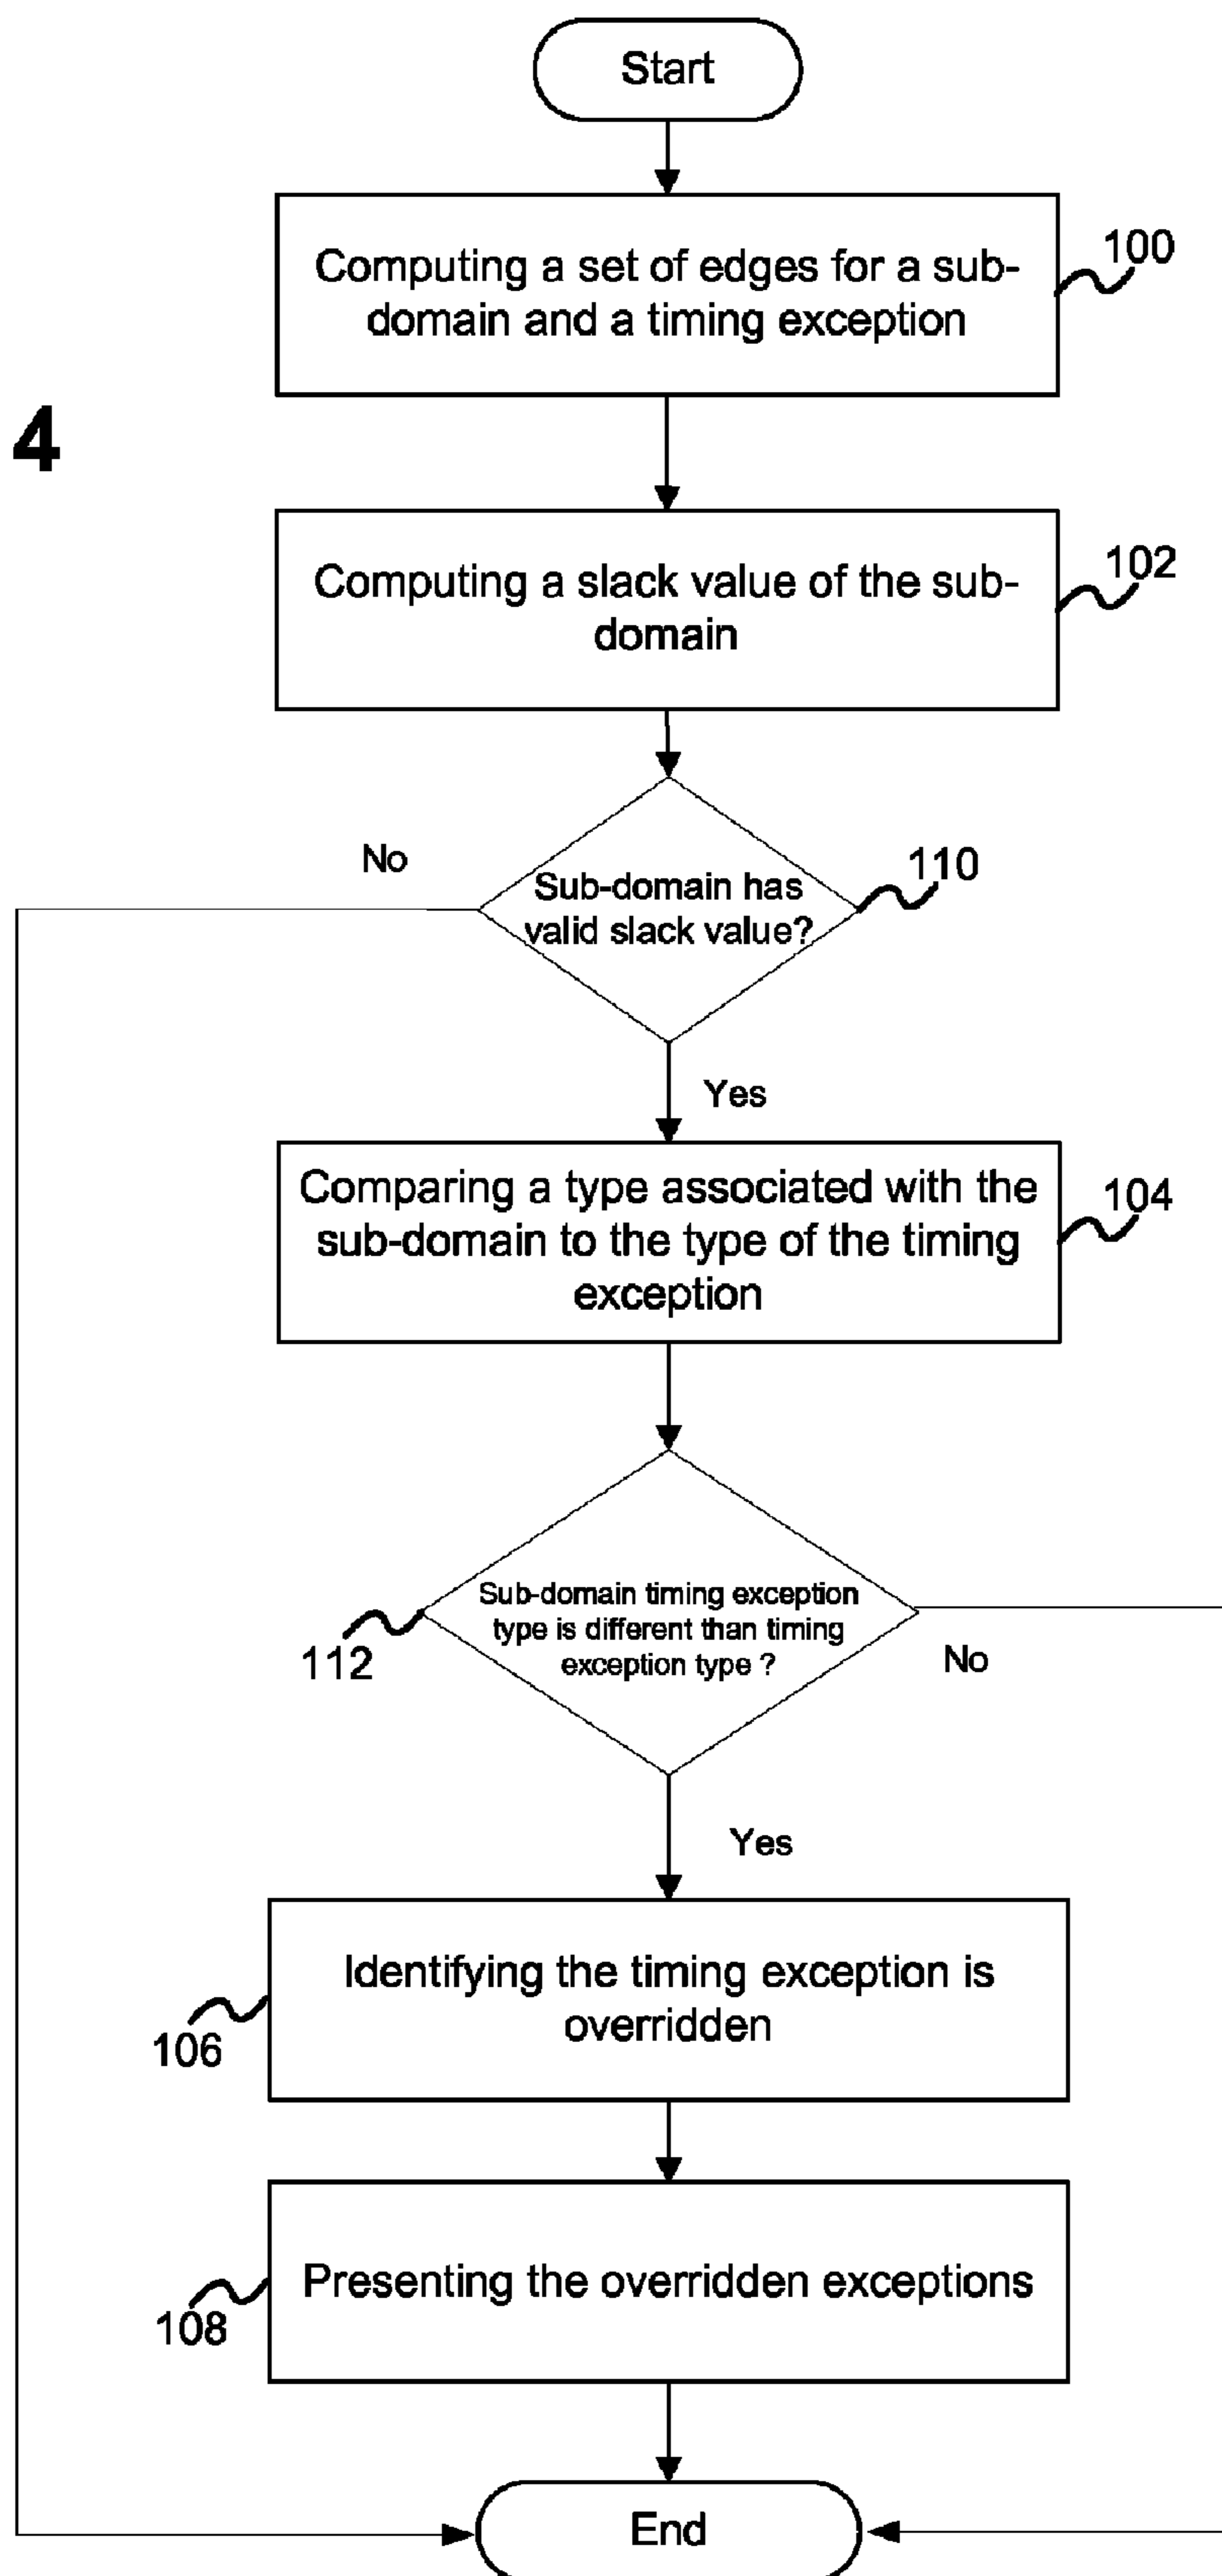 Start
Computing a set of edges for a sub-
domain and a timing exception
100
4
Computing a slack value of the sub-
domain
102
No
Sub-domain has
valid slack value?
110
Yes
Comparing a type associated with the
sub-domain to the type of the timing
exception
104
Sub-domain timing exception
type is different than timing
exception type ?
112
No
Yes
Identifying the timing exception is
overridden
106
Presenting the overridden exceptions
108
End